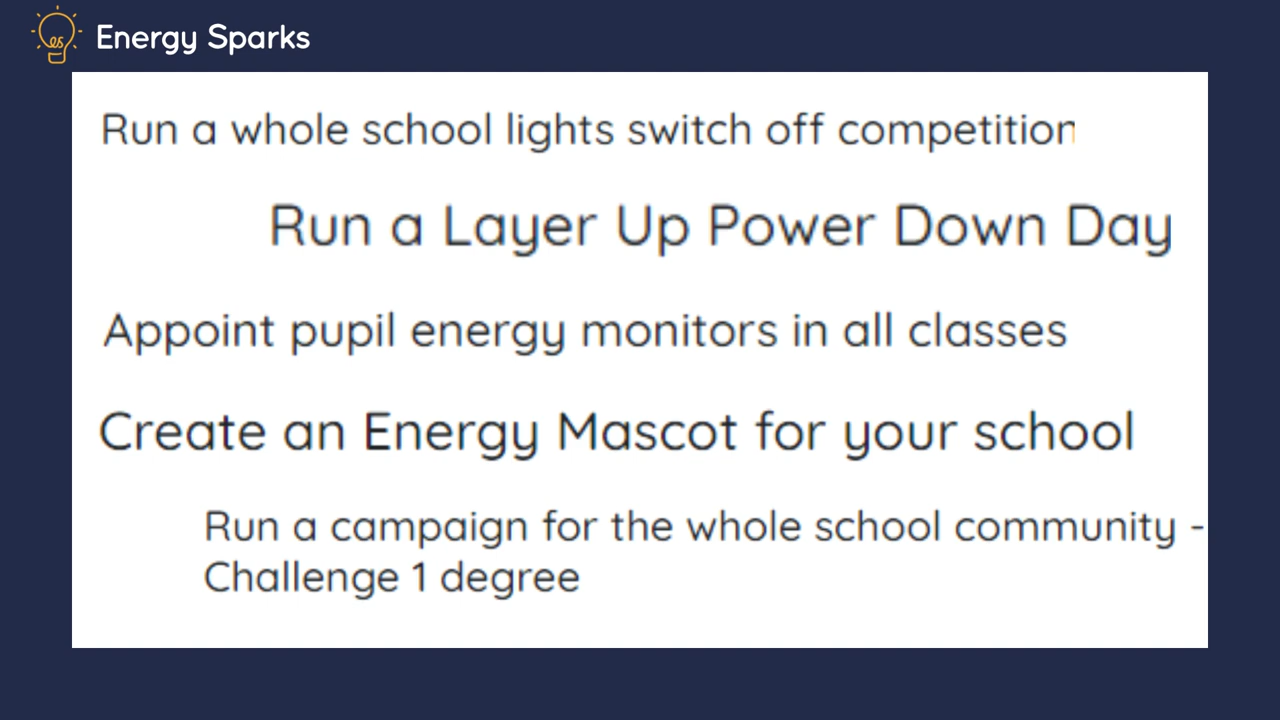 Energy Sparks
Run a whole school lights switch off competition
Run a Layer Up Power Down Day
Appoint pupil energy monitors in all classes
Create an Energy Mascot for your school
Run a campaign for the whole school community -
Challenge 1 degree